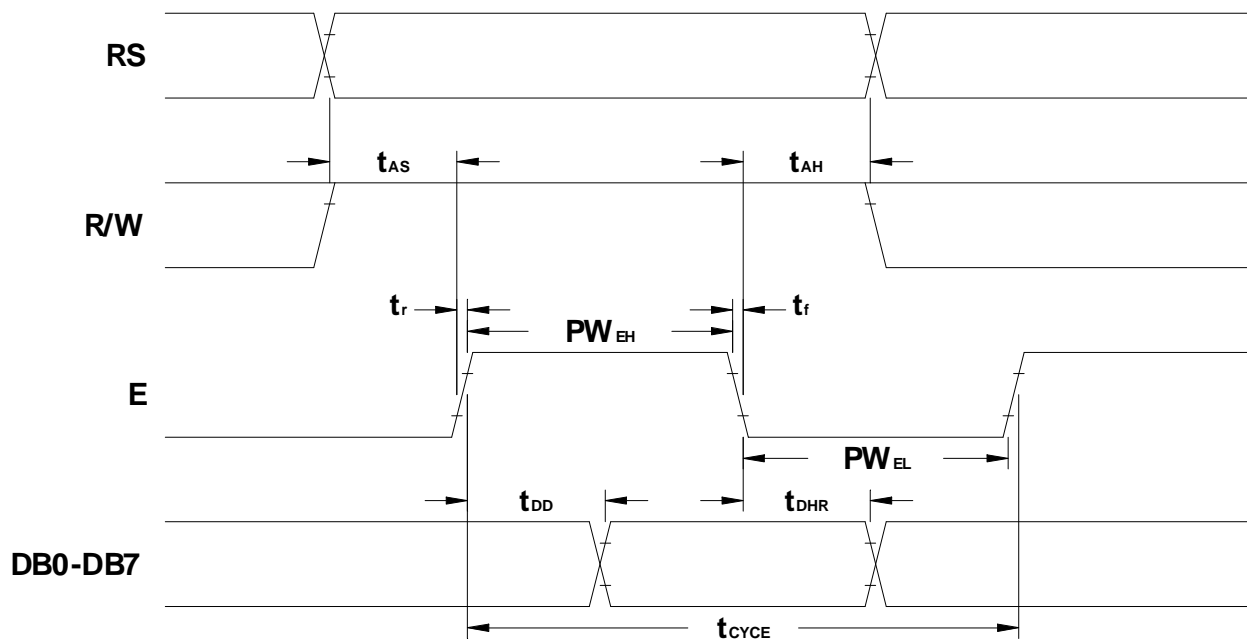 RS
tAS
tAH
R/W
tr
PWEH
tf
E
PWEL
tDD
tDHR
DB0-DB7
tCYCE